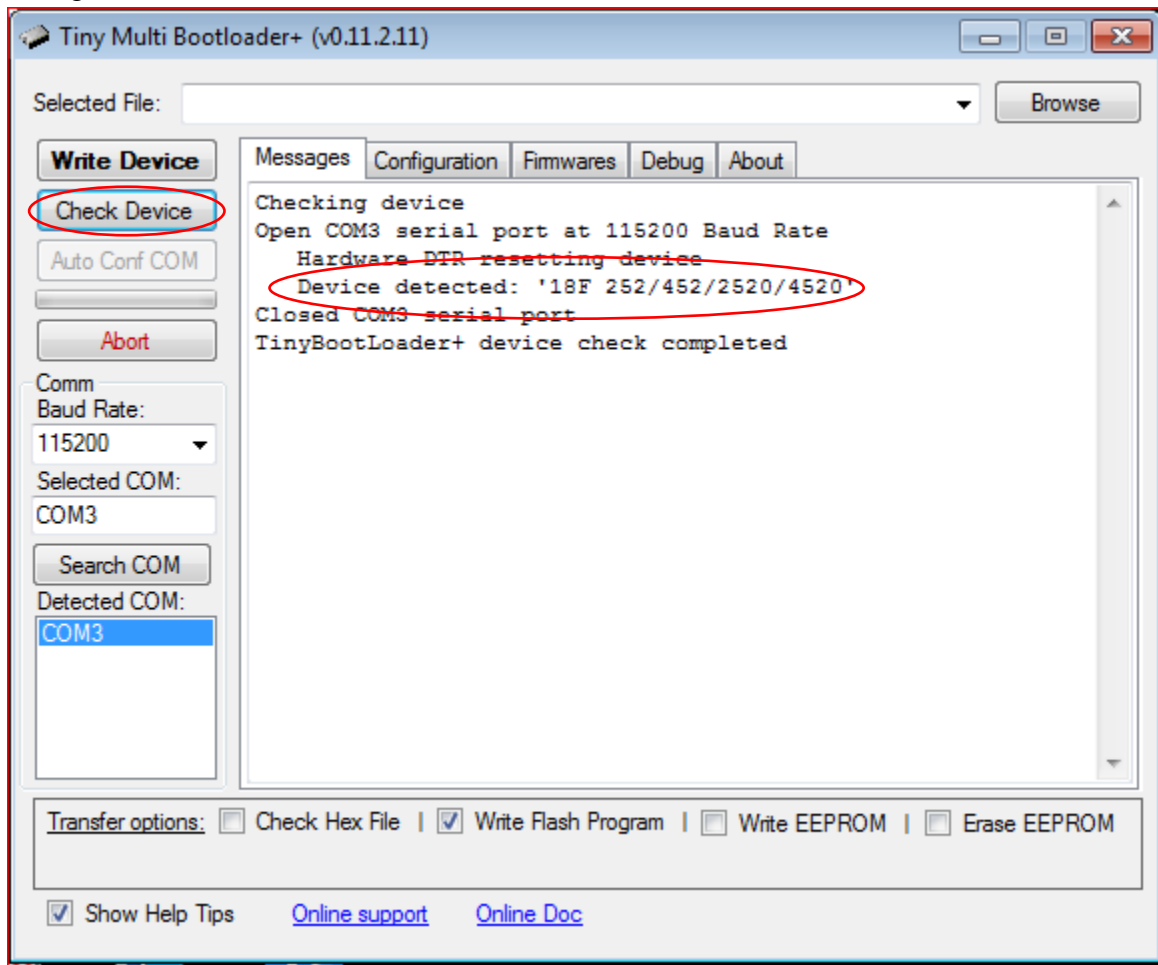 Tiny Multi Bootloader+ (v0.11.2.11)
Selected File:
Browse
Write Device
Check Device
Auto Conf COM
Abort
Comm
Baud Rate:
115200
Selected COM:
COM3
Search COM
Detected COM:
COM3
Messages Configuration Firmwares Debug About
Checking device
Open COM3 serial port at 115200 Baud Rate
Hardware DTR resetting device
Device detected: '18F 252/452/2520/4520'
Closed COM3 serial port
TinyBootLoader+ device check completed
Transfer options: Check Hex File | Write Flash Program | Write EEPROM | Erase EEPROM
Show Help Tips Online support Online Doc